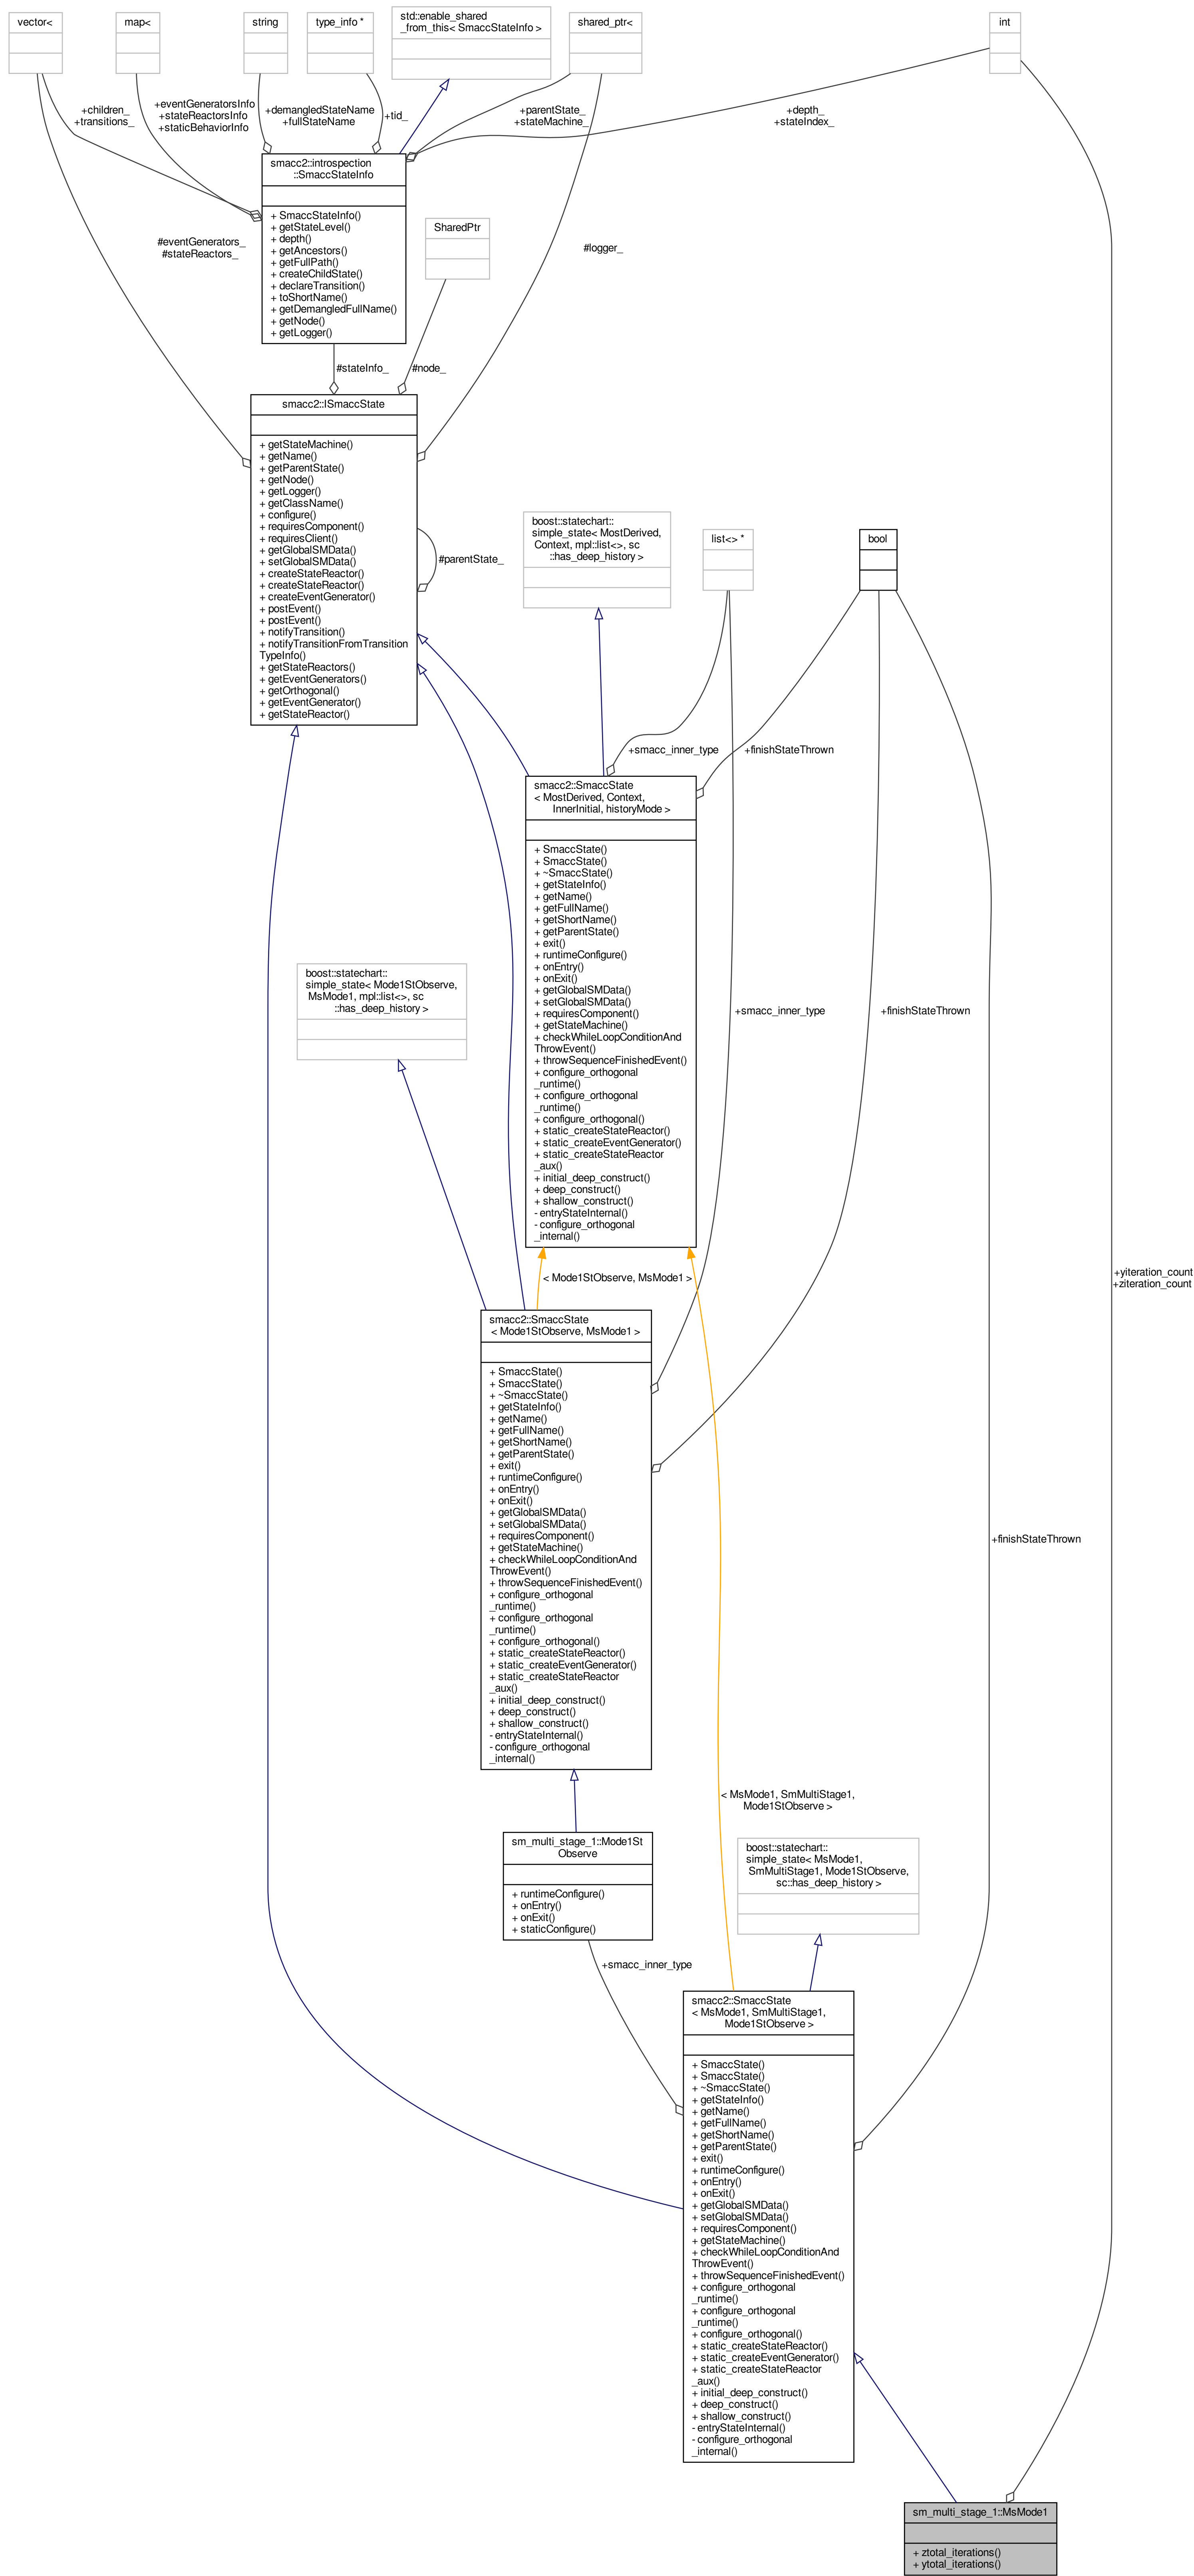 vector<
map<
string
type_info *
std::enable_shared
_from_this< SmaccStateInfo >
shared_ptr<
int
+children_
+transitions_
+eventGeneratorsInfo
+stateReactorsInfo
+staticBehaviorInfo
+demangledStateName
+fullStateName
+tid_
+parentState_
+stateMachine_
+depth_
+stateIndex_
smacc2::introspection
::SmaccStateInfo
+ SmaccStateInfo()
+ getStateLevel()
+ depth()
+ getAncestors()
+ getFullPath()
+ createChildState()
+ declareTransition()
+ toShortName()
+ getDemangledFullName()
+ getNode()
+ getLogger()
SharedPtr
#eventGenerators_
#stateReactors_
#logger_
#stateInfo_
#node_
smacc2::ISmaccState
+ getStateMachine()
+ getName()
+ getParentState()
+ getNode()
+ getLogger()
+ getClassName()
+ configure()
+ requiresComponent()
+ requiresClient()
+ getGlobalSMData()
+ setGlobalSMData()
+ createStateReactor()
+ createStateReactor()
+ createEventGenerator()
+ postEvent()
+ postEvent()
+ notifyTransition()
+ notifyTransitionFromTransition
TypeInfo()
+ getStateReactors()
+ getEventGenerators()
+ getOrthogonal()
+ getEventGenerator()
+ getStateReactor()
#parentState_
boost::statechart::
simple_state< MostDerived,
Context, mpl::list<>, sc
::has_deep_history >
list<> *
bool
+smacc_inner_type
+finishStateThrown
smacc2::SmaccState
< MostDerived, Context,
InnerInitial, historyMode >
+ SmaccState()
+ SmaccState()
+ ~SmaccState()
+ getStateInfo()
+ getName()
+ getFullName()
+ getShortName()
+ getParentState()
+ exit()
+ runtimeConfigure()
+ onEntry()
+ onExit()
+ getGlobalSMData()
+ setGlobalSMData()
+ requiresComponent()
+ getStateMachine()
+ checkWhileLoopConditionAnd
ThrowEvent()
+ throwSequenceFinishedEvent()
+ configure_orthogonal
_runtime()
+ configure_orthogonal
_runtime()
+ configure_orthogonal()
+ static_createStateReactor()
+ static_createEventGenerator()
+ static_createStateReactor
_aux()
+ initial_deep_construct()
+ deep_construct()
+ shallow_construct()
- entryStateInternal()
- configure_orthogonal
_internal()
boost::statechart::
simple_state< Mode1StObserve,
MsMode1, mpl::list<>, sc
::has_deep_history >
+smacc_inner_type
+finishStateThrown
< Mode1StObserve, MsMode1 >
+yiteration_count
+ziteration_count
smacc2::SmaccState
< Mode1StObserve, MsMode1 >
+ SmaccState()
+ SmaccState()
+ ~SmaccState()
+ getStateInfo()
+ getName()
+ getFullName()
+ getShortName()
+ getParentState()
+ exit()
+ runtimeConfigure()
+ onEntry()
+ onExit()
+ getGlobalSMData()
+ setGlobalSMData()
+ requiresComponent()
+ getStateMachine()
+ checkWhileLoopConditionAnd
ThrowEvent()
+ throwSequenceFinishedEvent()
+ configure_orthogonal
_runtime()
+ configure_orthogonal
_runtime()
+ configure_orthogonal()
+ static_createStateReactor()
+ static_createEventGenerator()
+ static_createStateReactor
_aux()
+ initial_deep_construct()
+ deep_construct()
+ shallow_construct()
- entryStateInternal()
- configure_orthogonal
_internal()
+finishStateThrown
< MsMode1, SmMultiStage1,
Mode1StObserve >
sm_multi_stage_1::Mode1St
Observe
+ runtimeConfigure()
+ onEntry()
+ onExit()
+ staticConfigure()
boost::statechart::
simple_state< MsMode1,
SmMultiStage1, Mode1StObserve,
sc::has_deep_history >
+smacc_inner_type
smacc2::SmaccState
< MsMode1, SmMultiStage1,
Mode1StObserve >
+ SmaccState()
+ SmaccState()
+ ~SmaccState()
+ getStateInfo()
+ getName()
+ getFullName()
+ getShortName()
+ getParentState()
+ exit()
+ runtimeConfigure()
+ onEntry()
+ onExit()
+ getGlobalSMData()
+ setGlobalSMData()
+ requiresComponent()
+ getStateMachine()
+ checkWhileLoopConditionAnd
ThrowEvent()
+ throwSequenceFinishedEvent()
+ configure_orthogonal
_runtime()
+ configure_orthogonal
_runtime()
+ configure_orthogonal()
+ static_createStateReactor()
+ static_createEventGenerator()
+ static_createStateReactor
_aux()
+ initial_deep_construct()
+ deep_construct()
+ shallow_construct()
- entryStateInternal()
- configure_orthogonal
_internal()
sm_multi_stage_1::MsMode1
+ ztotal_iterations()
+ ytotal_iterations()